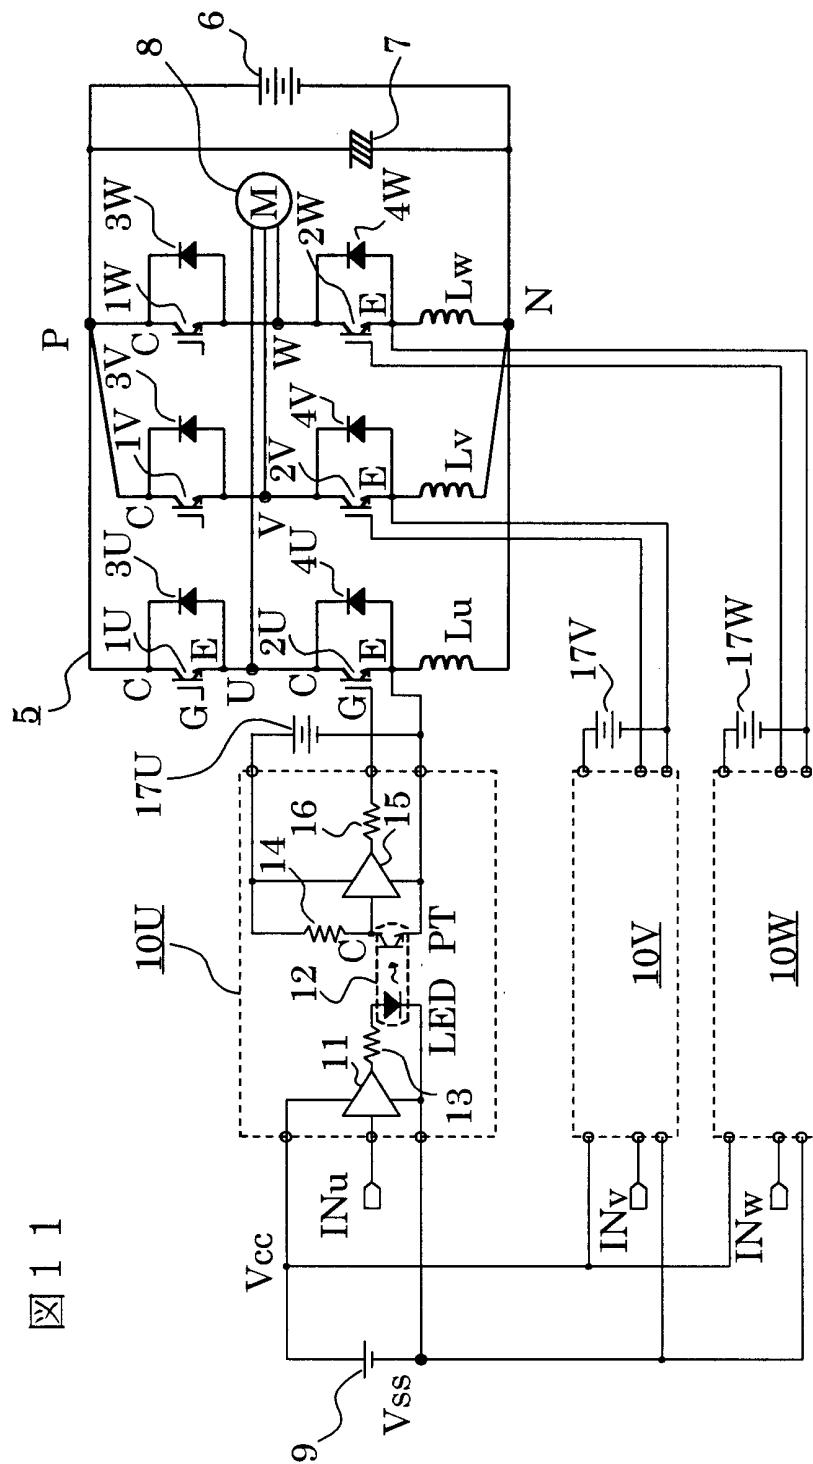 図１１
5
P
C
1U
3U
G
E
U
C
2U
4U
G
E
Lu
C
1V
3V
V
2V
4V
E
Lv
C
1W
3W
W
2W
4W
E
Lw
N
M
8
6
7
10U
17U
14
16
15
C
12
PT
LED
11
13
INu
Vcc
9
Vss
10V
17V
INv
10W
17W
INw